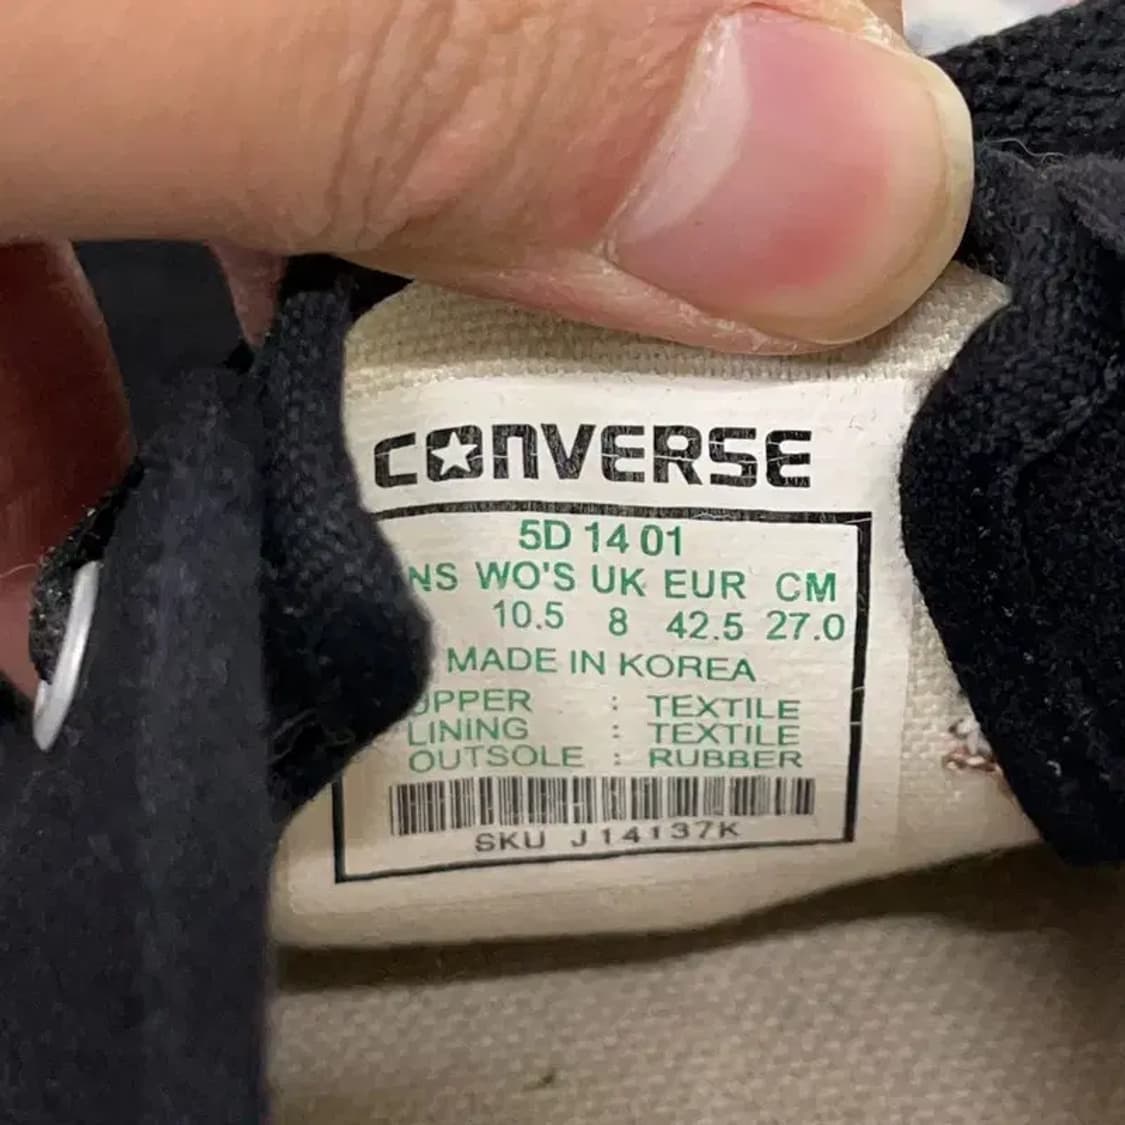 CONVERSE
5D 14 01
NS WO'S UK EUR CM
10.5 8 42.5 27.0
MADE IN KOREA
UPPER : TEXTILE
LINING : TEXTILE
OUTSOLE : RUBBER
SKU J14137K